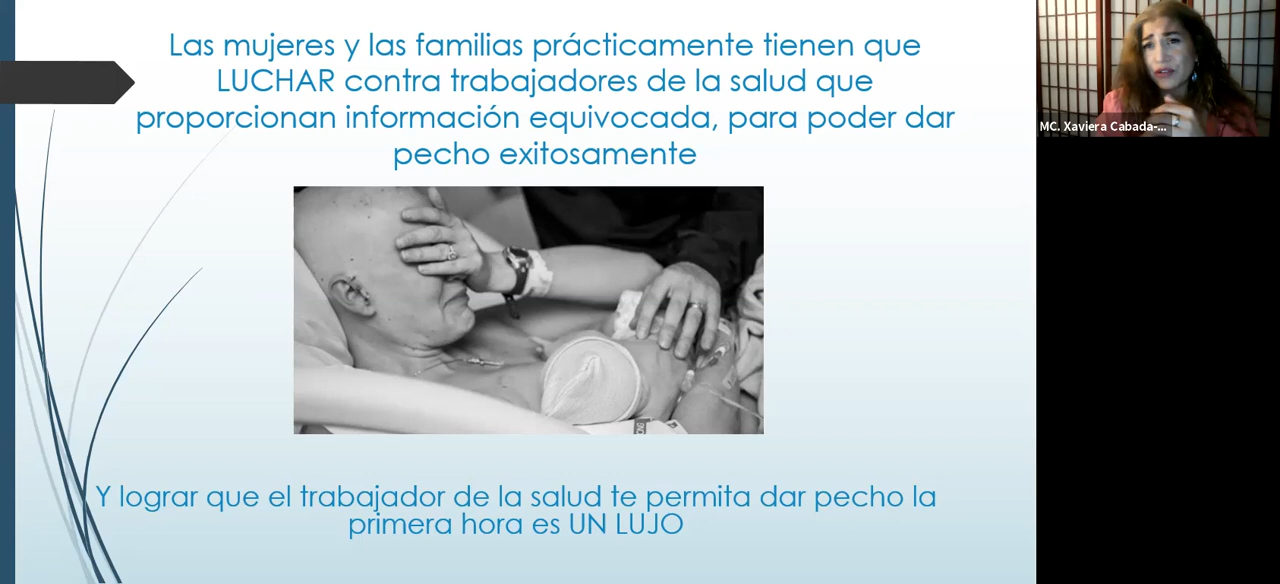 Las mujeres y las familias prácticamente tienen que
LUCHAR contra trabajadores de la salud que
proporcionan información equivocada, para poder dar
pecho exitosamente
MC. Xaviera Cabada-...
Y lograr que el trabajador de la salud te permita dar pecho la
primera hora es UN LUJO